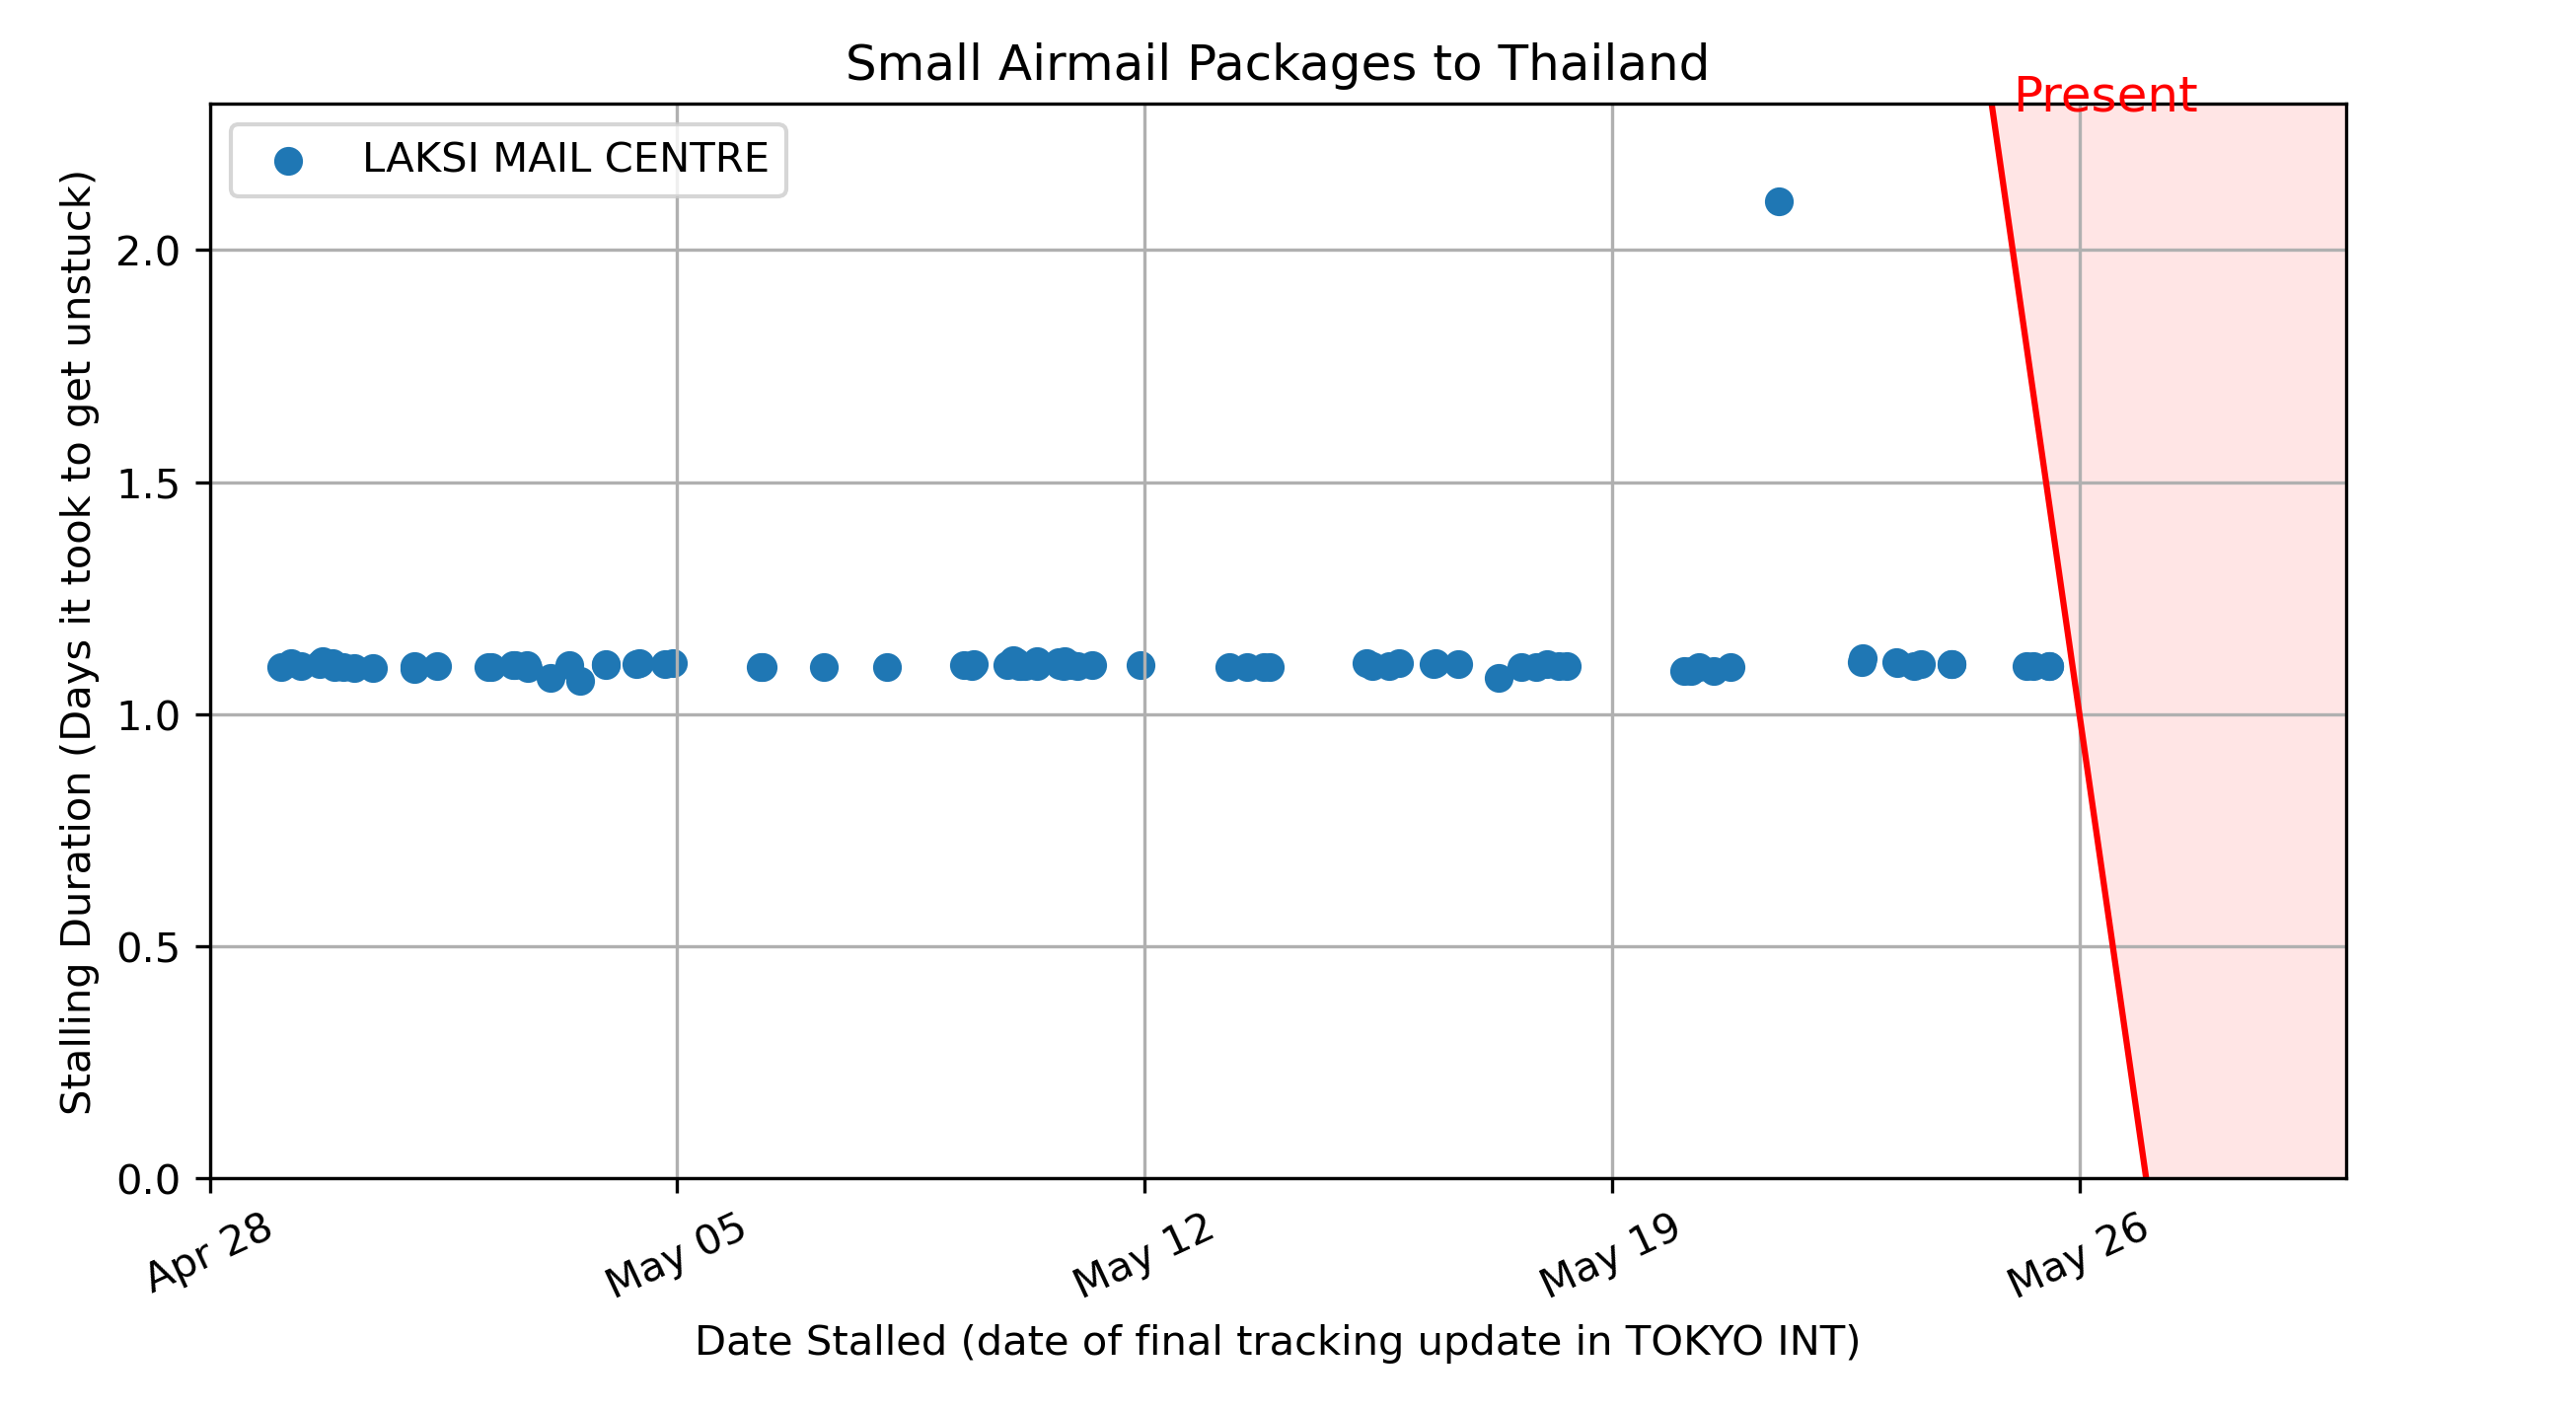 Small Airmail Packages to Thailand
Present
LAKSI MAIL CENTRE
Stalling Duration (Days it took to get unstuck)
2.0
1.5
1.0
0.5
0.0
Apr 28
May 05
May 12
May 19
May 26
Date Stalled (date of final tracking update in TOKYO INT)